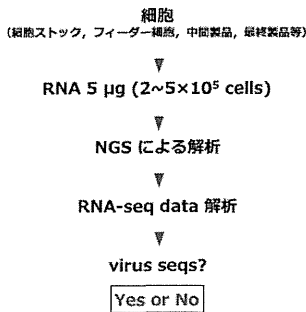 細胞
(細胞ストック, フィーダー細胞, 中間製品, 最終製品等)
RNA 5 μg (2~5×10⁵ cells)
NGS による解析
RNA-seq data 解析
virus seqs?
Yes or No